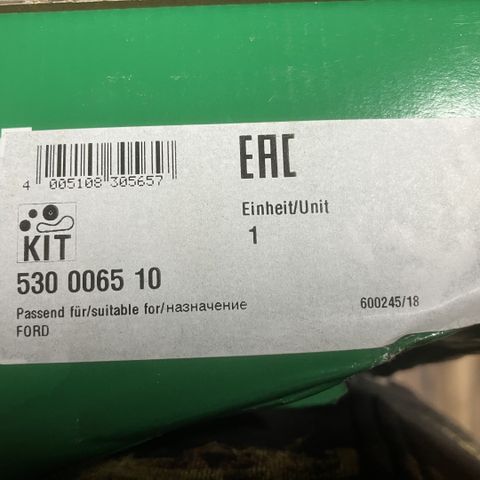 EAC
4 005108 305657
Einheit/Unit
1
KIT
530 0065 10
Passend für/suitable for/назначение
600245/18
FORD